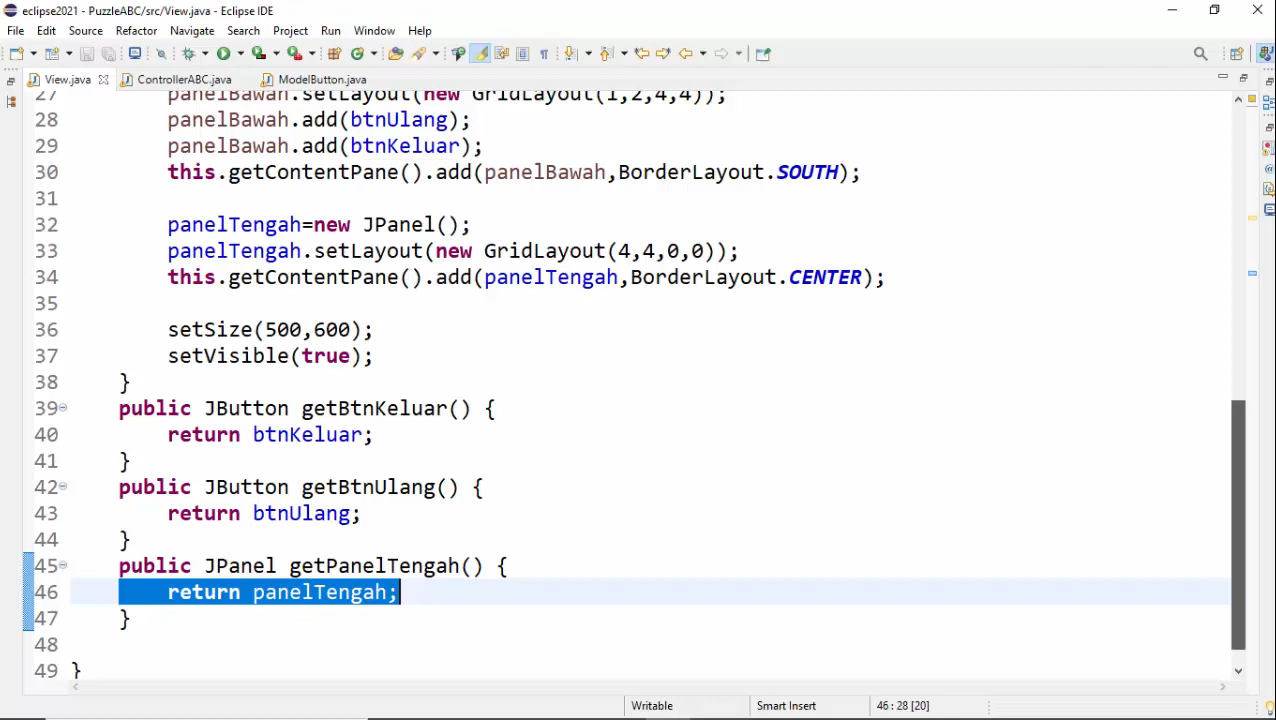 eclipse2021 - PuzzleABC/src/View.java - Eclipse IDE
File Edit Source Refactor Navigate Search Project Run Window Help
View.java ControllerABC.java ModelButton.java
27 panelBawah.setLayout(new GridLayout(1,2,4,4));
28 panelBawah.add(btnUlang);
29 panelBawah.add(btnKeluar);
30 this.getContentPane().add(panelBawah,BorderLayout.SOUTH);
31
32 panelTengah=new JPanel();
33 panelTengah.setLayout(new GridLayout(4,4,0,0));
34 this.getContentPane().add(panelTengah,BorderLayout.CENTER);
35
36 setSize(500,600);
37 setVisible(true);
38 }
39 public JButton getBtnKeluar() {
40 return btnKeluar;
41 }
42 public JButton getBtnUlang() {
43 return btnUlang;
44 }
45 public JPanel getPanelTengah() {
46 return panelTengah;
47 }
48
49 }
Writable Smart Insert 46 : 28 [20]